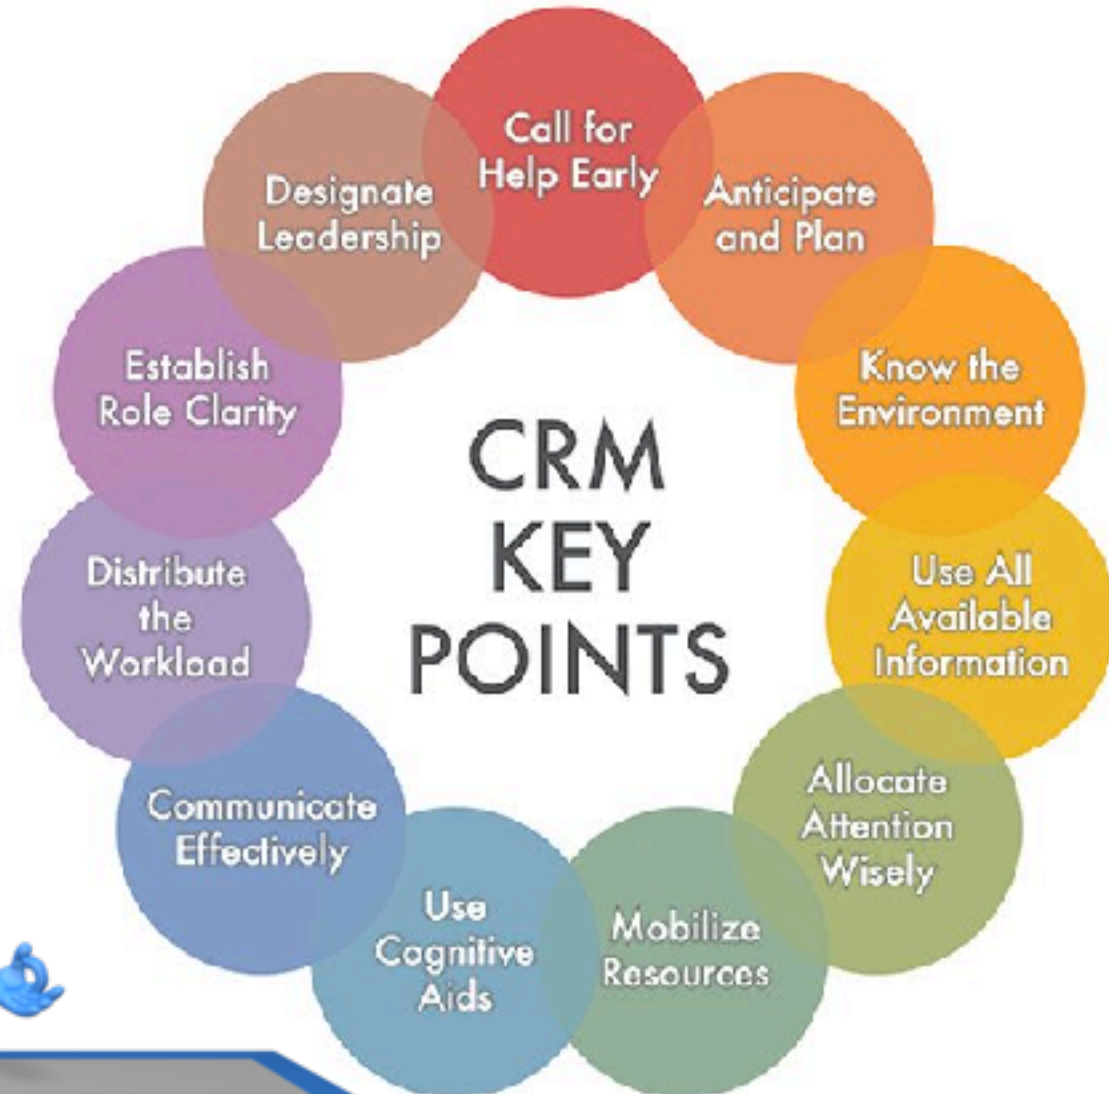 Call for
Help Early
Anticipate
and Plan
Know the
Environment
Use All
Available
Information
Allocate
Attention
Wisely
Mobilize
Resources
Use
Cognitive
Aids
Communicate
Effectively
Distribute
the
Workload
Establish
Role Clarity
Designate
Leadership
CRM
KEY
POINTS